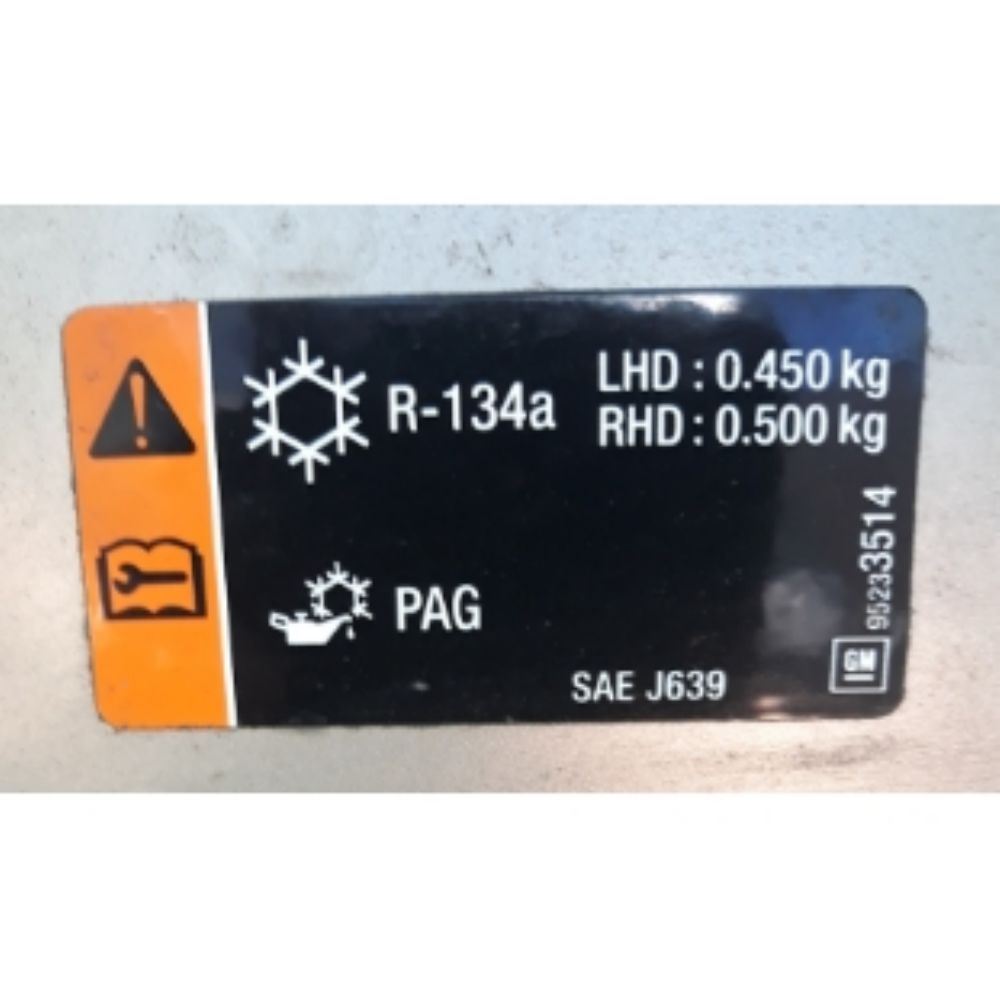 R-134a
LHD : 0.450 kg
RHD : 0.500 kg
PAG
SAE J639
95233514
GM